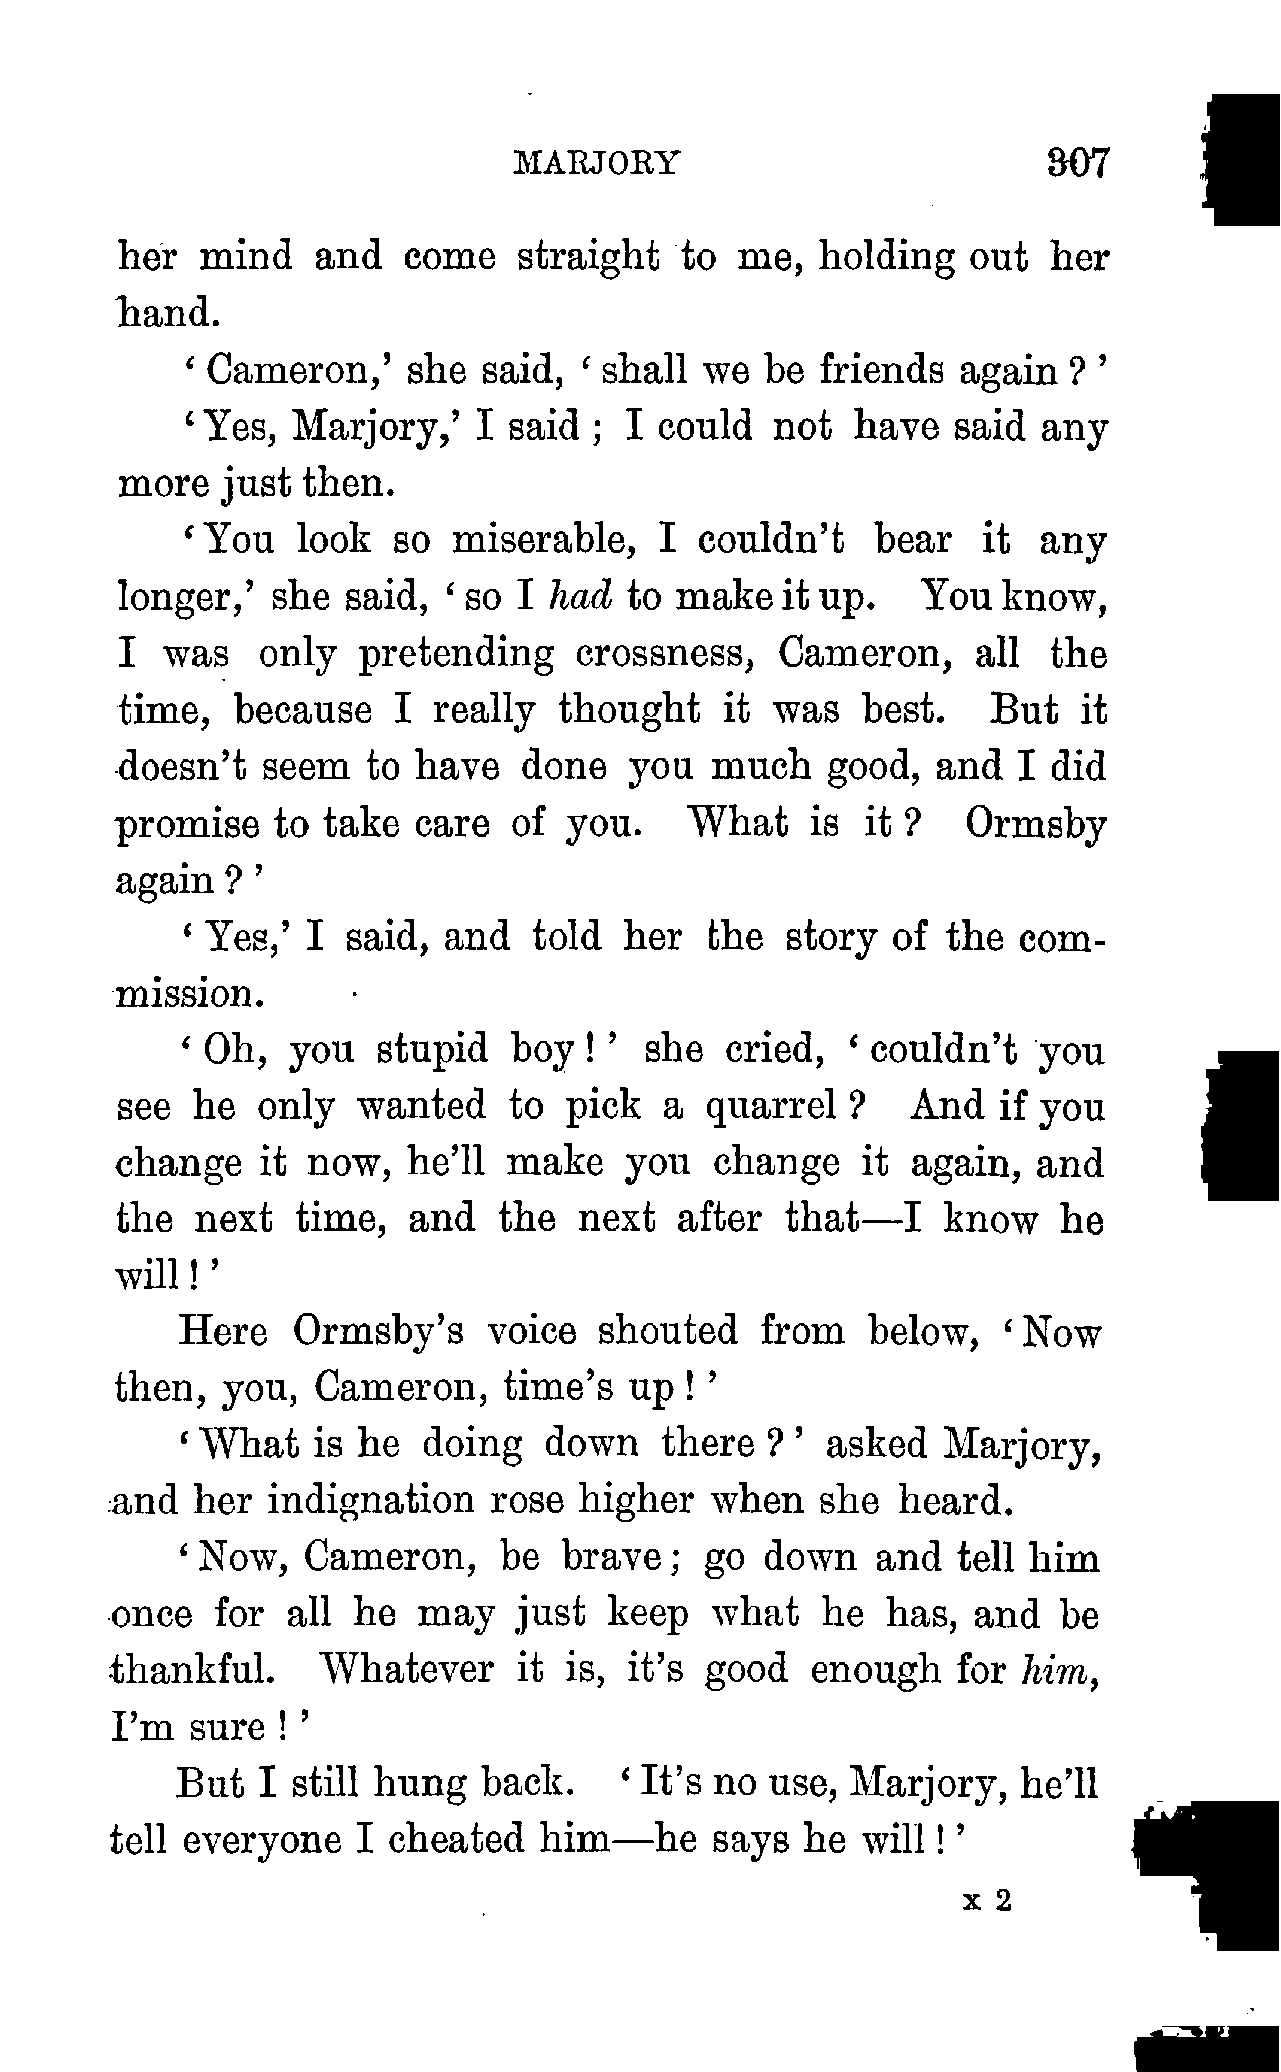 MARJORY 307
her mind and come straight to me, holding out her
hand.
‘ Cameron,’ she said, ‘ shall we be friends again ? ’
‘ Yes, Marjory,’ I said ; I could not have said any
more just then.
‘ You look so miserable, I couldn’t bear it any
longer,’ she said, ‘ so I had to make it up. You know,
I was only pretending crossness, Cameron, all the
time, because I really thought it was best. But it
doesn’t seem to have done you much good, and I did
promise to take care of you. What is it ? Ormsby
again ? ’
‘ Yes,’ I said, and told her the story of the com-
mission.
‘ Oh, you stupid boy ! ’ she cried, ‘ couldn’t you
see he only wanted to pick a quarrel ? And if you
change it now, he’ll make you change it again, and
the next time, and the next after that—I know he
will ! ’
Here Ormsby’s voice shouted from below, ‘ Now
then, you, Cameron, time’s up ! ’
‘ What is he doing down there ? ’ asked Marjory,
and her indignation rose higher when she heard.
‘ Now, Cameron, be brave ; go down and tell him
once for all he may just keep what he has, and be
thankful. Whatever it is, it’s good enough for him,
I’m sure ! ’
But I still hung back. ‘ It’s no use, Marjory, he’ll
tell everyone I cheated him—he says he will ! ’
x 2